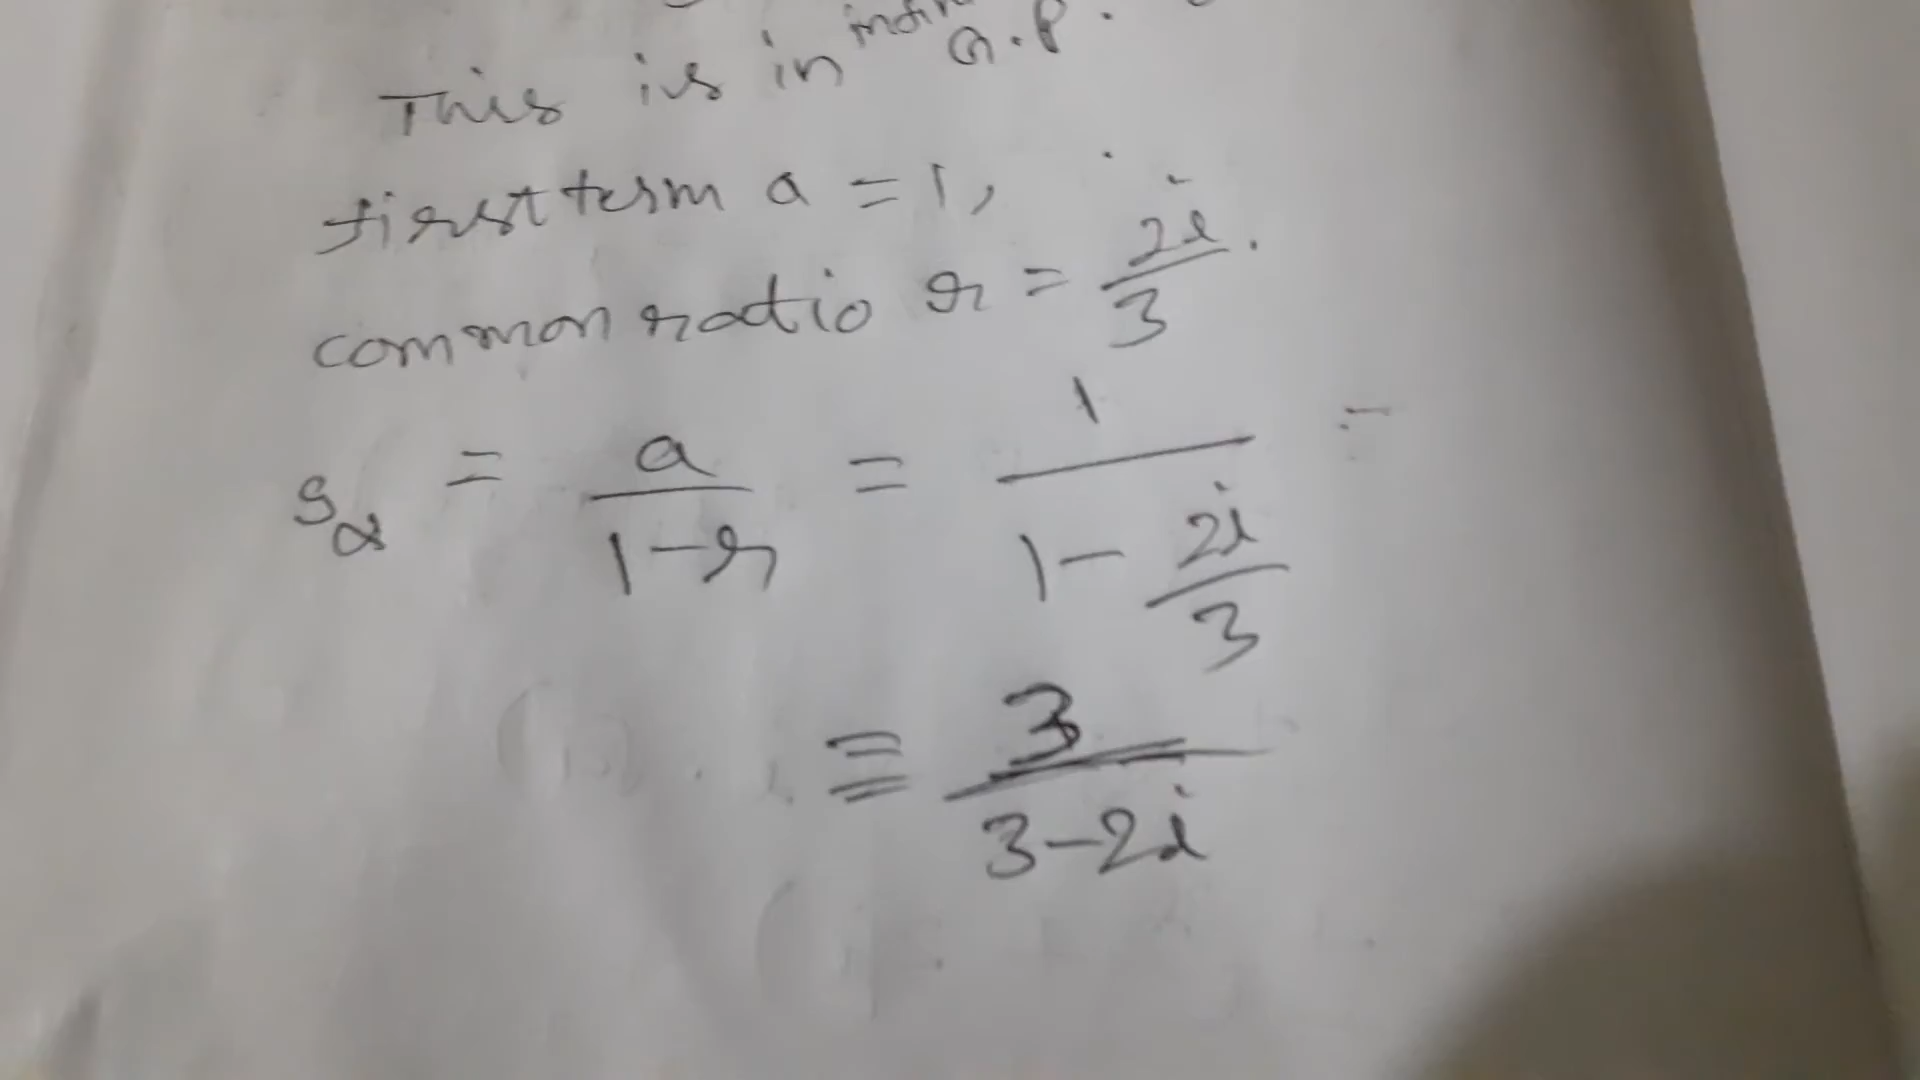 This is in G.P.
first term a = 1,
common ratio r = 2i/3.
S∝ = a/(1-r) = 1/(1 - 2i/3) =
= 3/(3-2i)